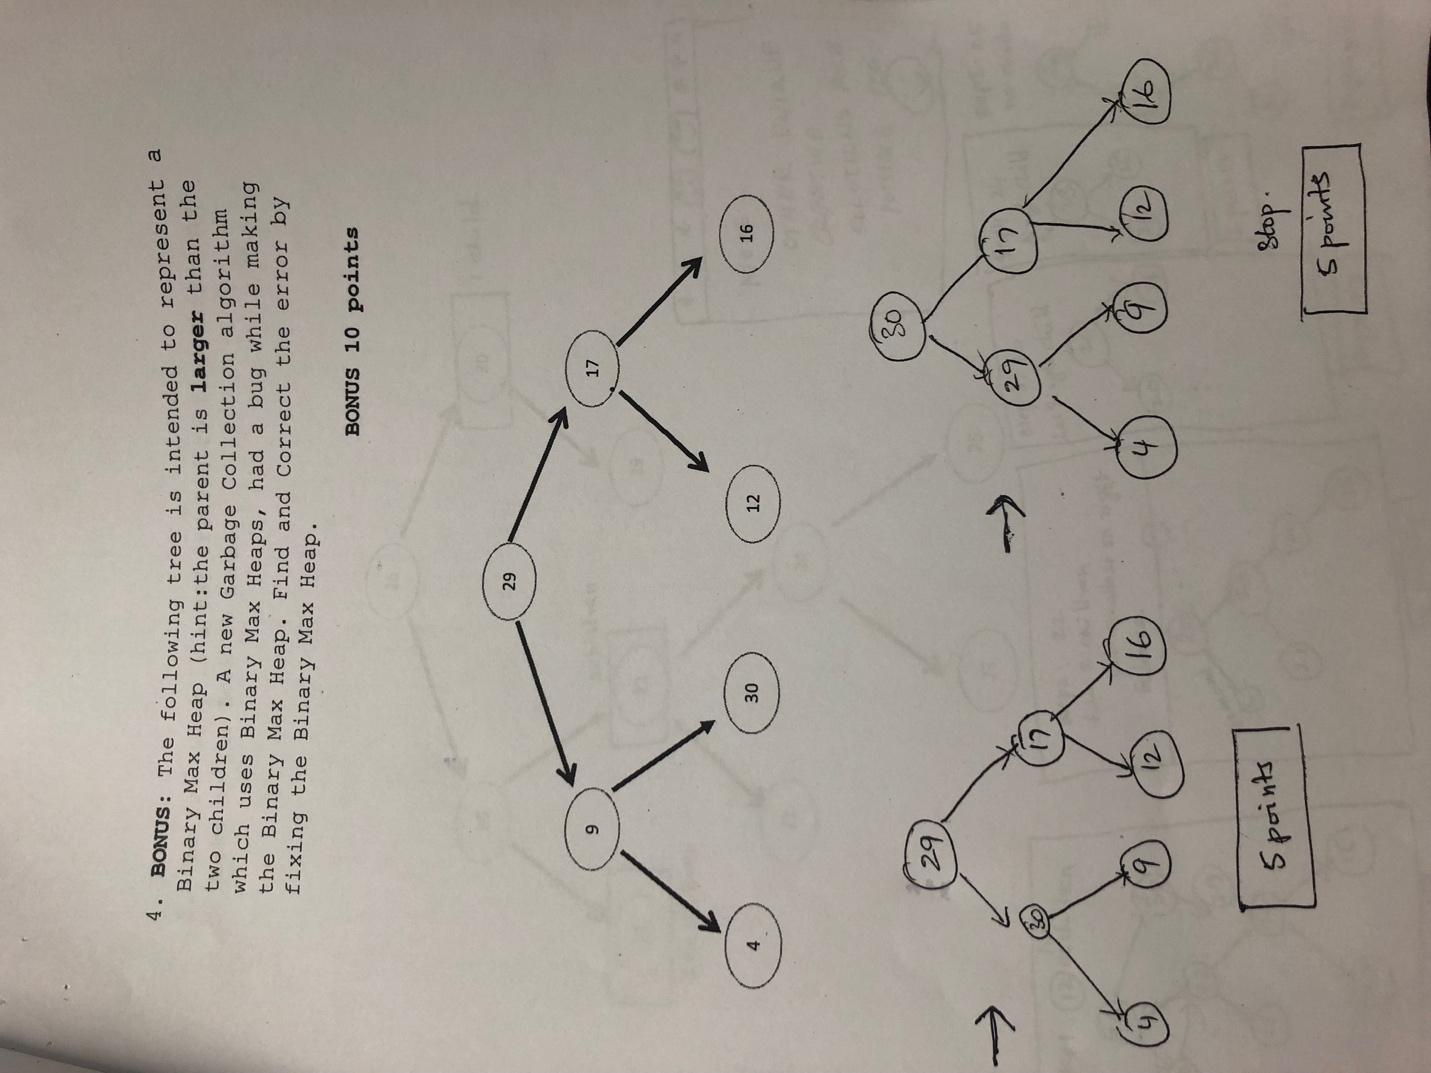 4. BONUS: The following tree is intended to represent a
Binary Max Heap (hint:the parent is larger than the
two children). A new Garbage Collection algorithm
which uses Binary Max Heaps, had a bug while making
the Binary Max Heap. Find and Correct the error by
fixing the Binary Max Heap.
BONUS 10 points
29
9
17
4
30
12
16
29
30
17
4
9
12
16
5 points
30
29
17
4
9
12
16
Stop.
5 points